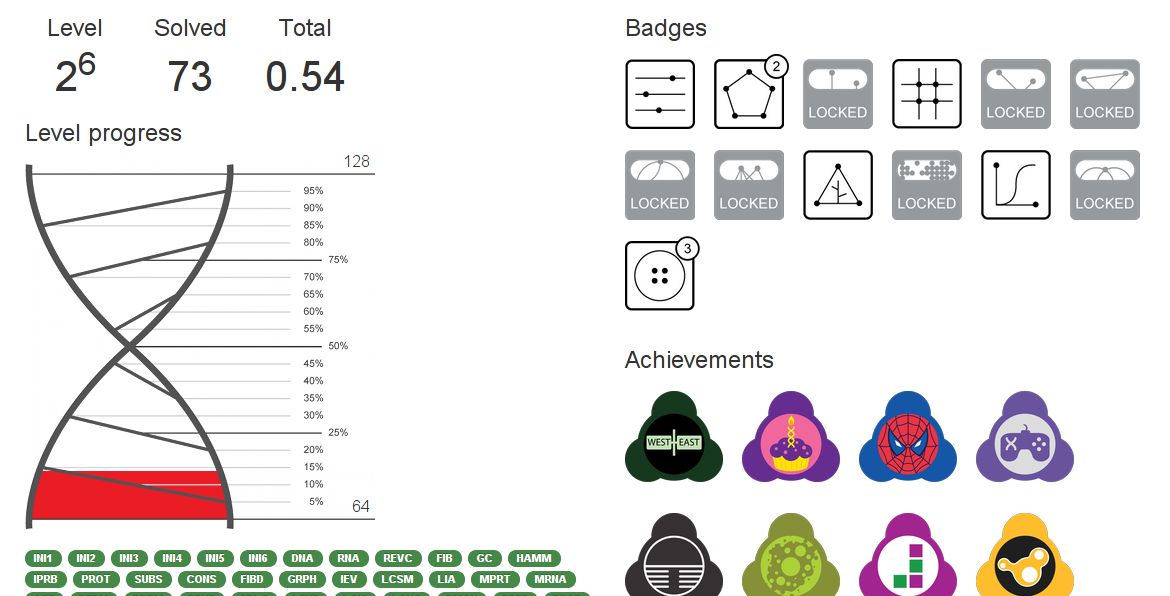 Level Solved Total
2^6 73 0.54
Level progress
128
95%
90%
85%
80%
75%
70%
65%
60%
55%
50%
45%
40%
35%
30%
25%
20%
15%
10%
5%
64
INI1 INI2 INI3 INI4 INI5 INI6 DNA RNA REVC FIB GC HAMM
IPRB PROT SUBS CONS FIBD GRPH IEV LCSM LIA MPRT MRNA
Badges
2
LOCKED LOCKED LOCKED
LOCKED LOCKED LOCKED LOCKED
3
Achievements
WEST EAST